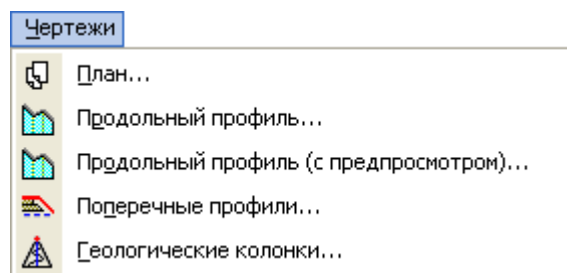 Чертежи
План...
Продольный профиль...
Продольный профиль (с предпросмотром)...
Поперечные профили...
Геологические колонки...